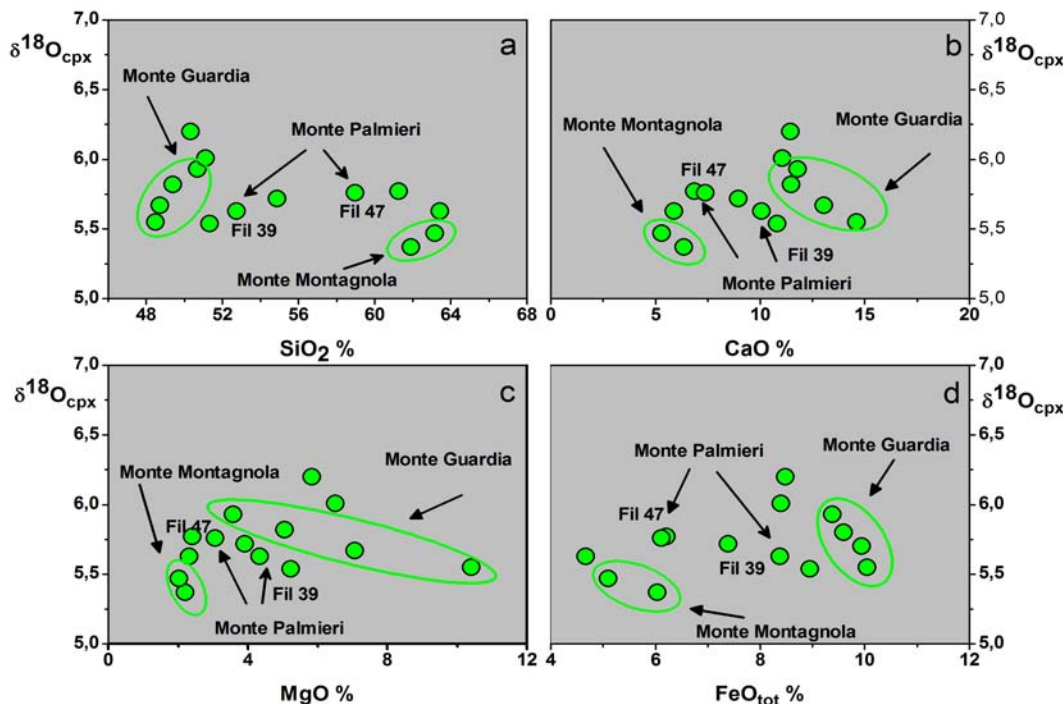 7,0
δ18Ocpx
6,5
6,0
5,5
5,0
a
Monte Guardia
Monte Palmieri
Fil 47
Fil 39
Monte Montagnola
48 52 56 60 64 68
SiO2 %
b
7,0
δ18Ocpx
6,5
6,0
5,5
5,0
Monte Guardia
Monte Montagnola
Fil 47
Fil 39
Monte Palmieri
0 5 10 15 20
CaO %
7,0
δ18Ocpx
6,5
6,0
5,5
5,0
c
Monte Guardia
Monte Montagnola
Fil 47
Fil 39
Monte Palmieri
0 4 8 12
MgO %
d
7,0
δ18Ocpx
6,5
6,0
5,5
5,0
Monte Palmieri
Monte Guardia
Fil 47
Fil 39
Monte Montagnola
4 6 8 10 12
FeOtot %